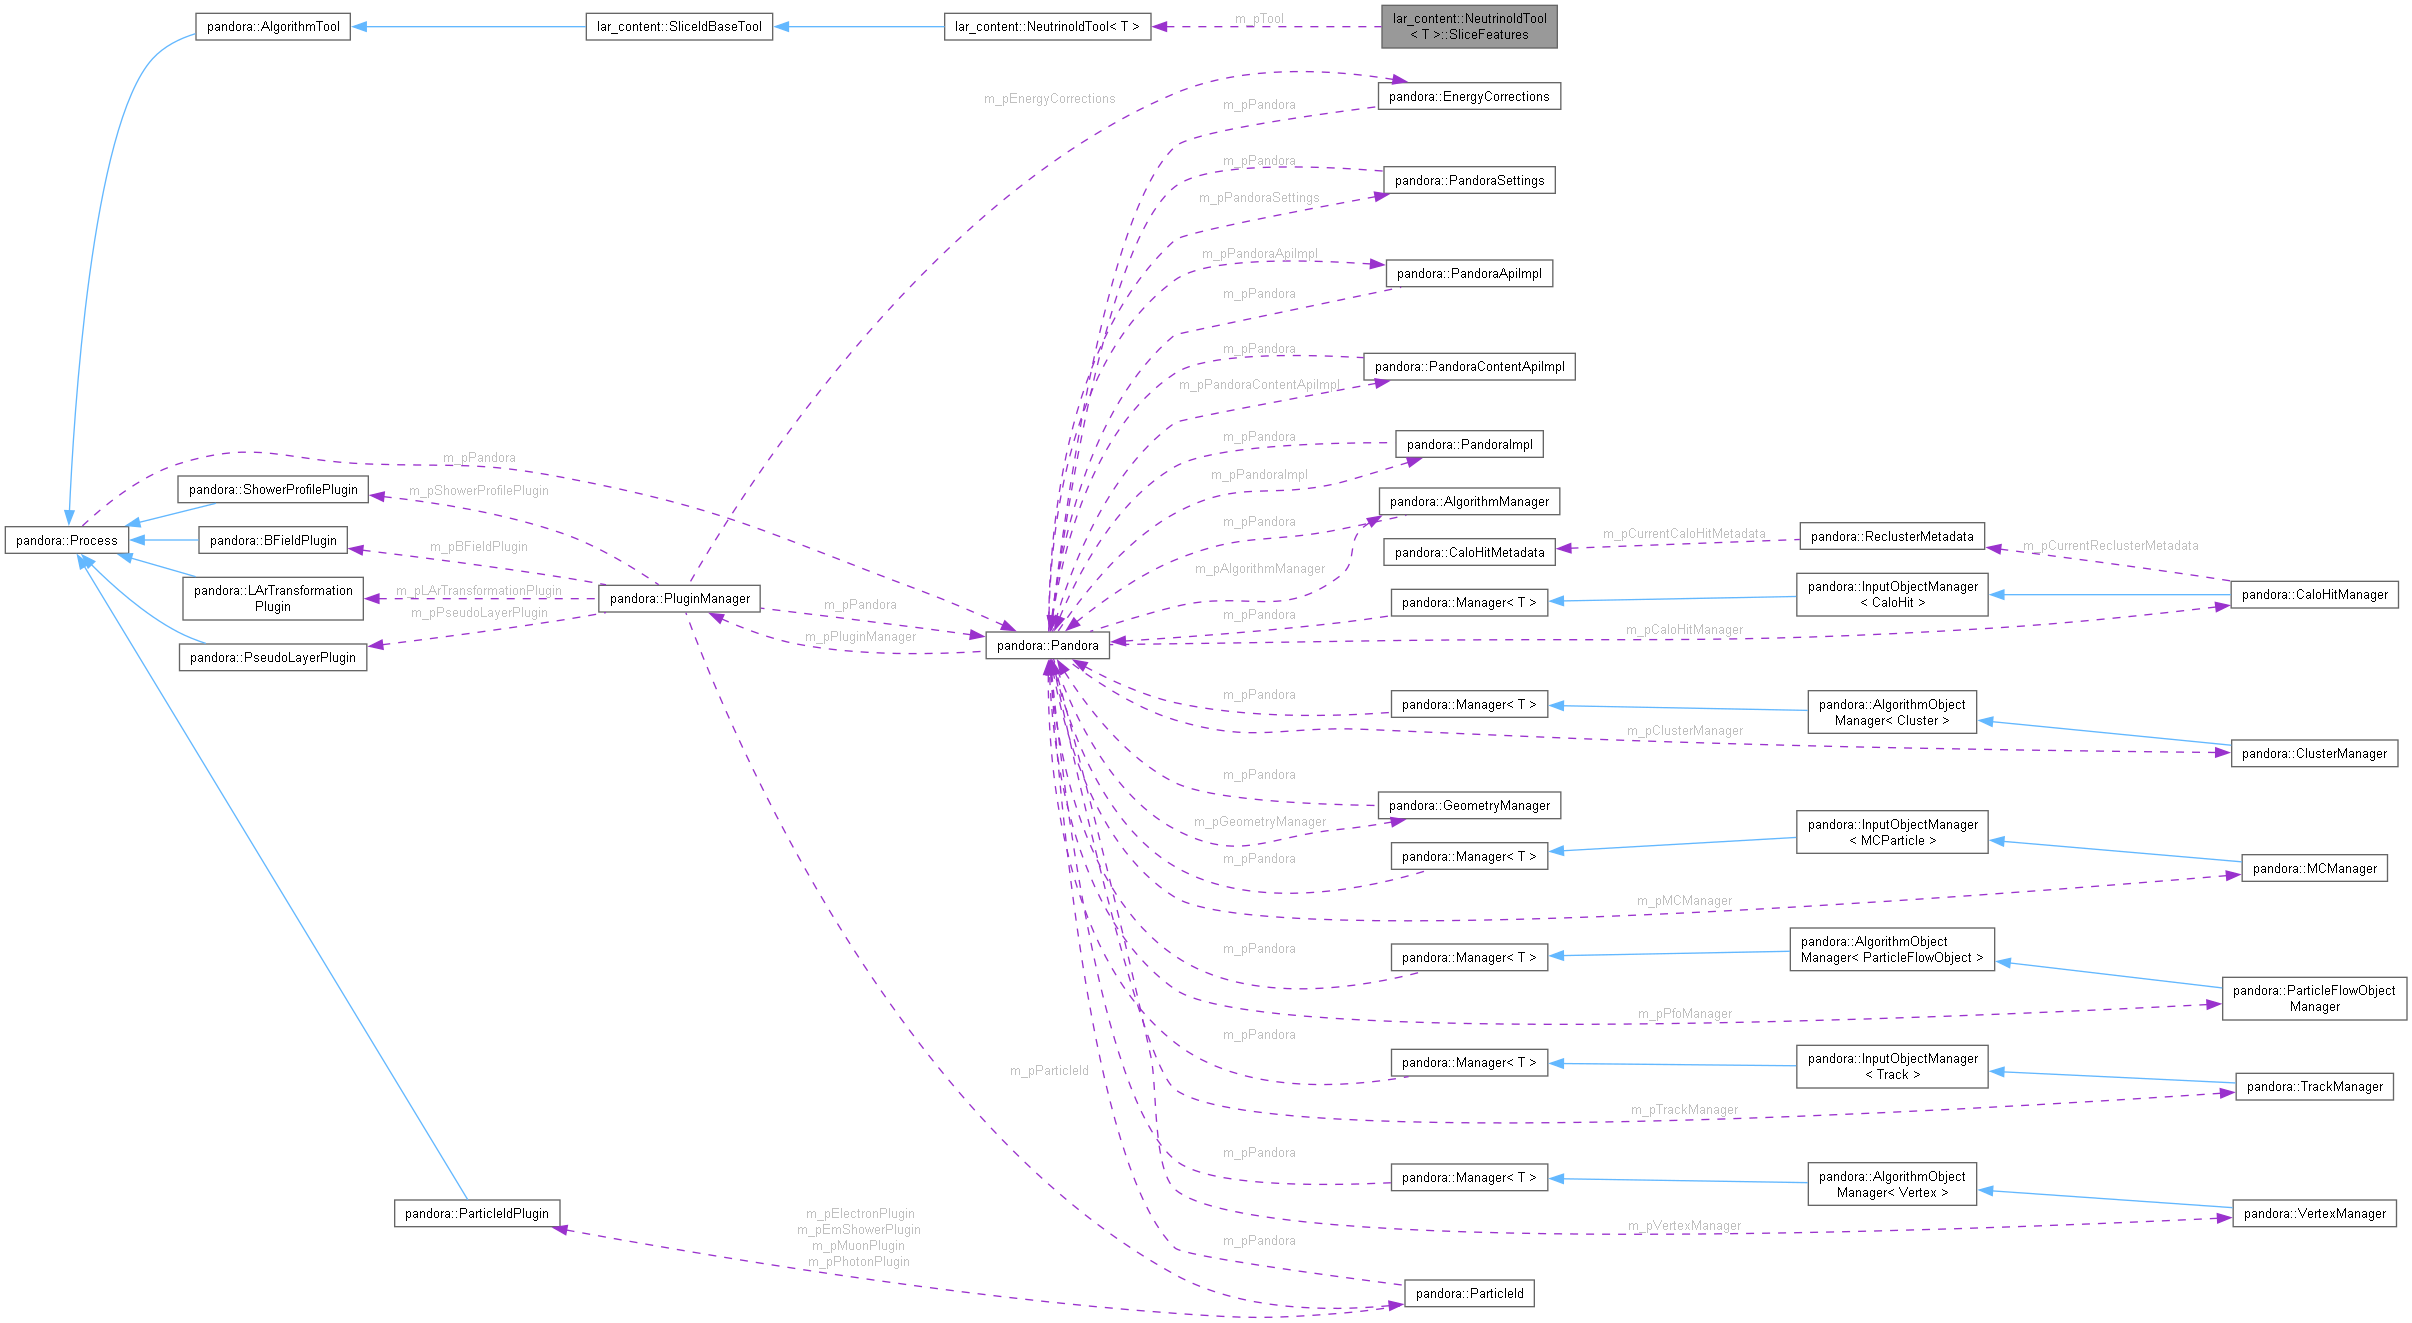 pandora::AlgorithmTool
lar_content::SliceIdBaseTool
lar_content::NeutrinoIdTool< T >
m_pTool
lar_content::NeutrinoIdTool
< T >::SliceFeatures
m_pEnergyCorrections
pandora::EnergyCorrections
m_pPandora
m_pPandora
pandora::PandoraSettings
m_pPandoraSettings
m_pPandoraApiImpl
pandora::PandoraApiImpl
m_pPandora
m_pPandora
pandora::PandoraContentApiImpl
m_pPandoraContentApiImpl
m_pPandora
pandora::PandoraImpl
m_pPandoraImpl
m_pPandora
pandora::ShowerProfilePlugin
m_pShowerProfilePlugin
pandora::AlgorithmManager
m_pPandora
pandora::Process
pandora::BFieldPlugin
m_pBFieldPlugin
pandora::CaloHitMetadata
m_pCurrentCaloHitMetadata
pandora::ReclusterMetadata
m_pCurrentReclusterMetadata
m_pAlgorithmManager
pandora::LArTransformation
Plugin
m_pLArTransformationPlugin
m_pPseudoLayerPlugin
pandora::PluginManager
m_pPandora
pandora::Manager< T >
pandora::InputObjectManager
< CaloHit >
pandora::CaloHitManager
m_pPandora
m_pCaloHitManager
m_pPluginManager
pandora::Pandora
pandora::PseudoLayerPlugin
m_pPandora
pandora::Manager< T >
pandora::AlgorithmObject
Manager< Cluster >
m_pClusterManager
pandora::ClusterManager
m_pPandora
pandora::GeometryManager
m_pGeometryManager
m_pPandora
pandora::Manager< T >
pandora::InputObjectManager
< MCParticle >
pandora::MCManager
m_pMCManager
m_pPandora
pandora::Manager< T >
pandora::AlgorithmObject
Manager< ParticleFlowObject >
pandora::ParticleFlowObject
Manager
m_pPfoManager
m_pPandora
pandora::Manager< T >
pandora::InputObjectManager
< Track >
pandora::TrackManager
m_pParticleId
m_pTrackManager
m_pPandora
pandora::Manager< T >
pandora::AlgorithmObject
Manager< Vertex >
pandora::VertexManager
m_pVertexManager
pandora::ParticleIdPlugin
m_pElectronPlugin
m_pEmShowerPlugin
m_pMuonPlugin
m_pPhotonPlugin
m_pPandora
pandora::ParticleId